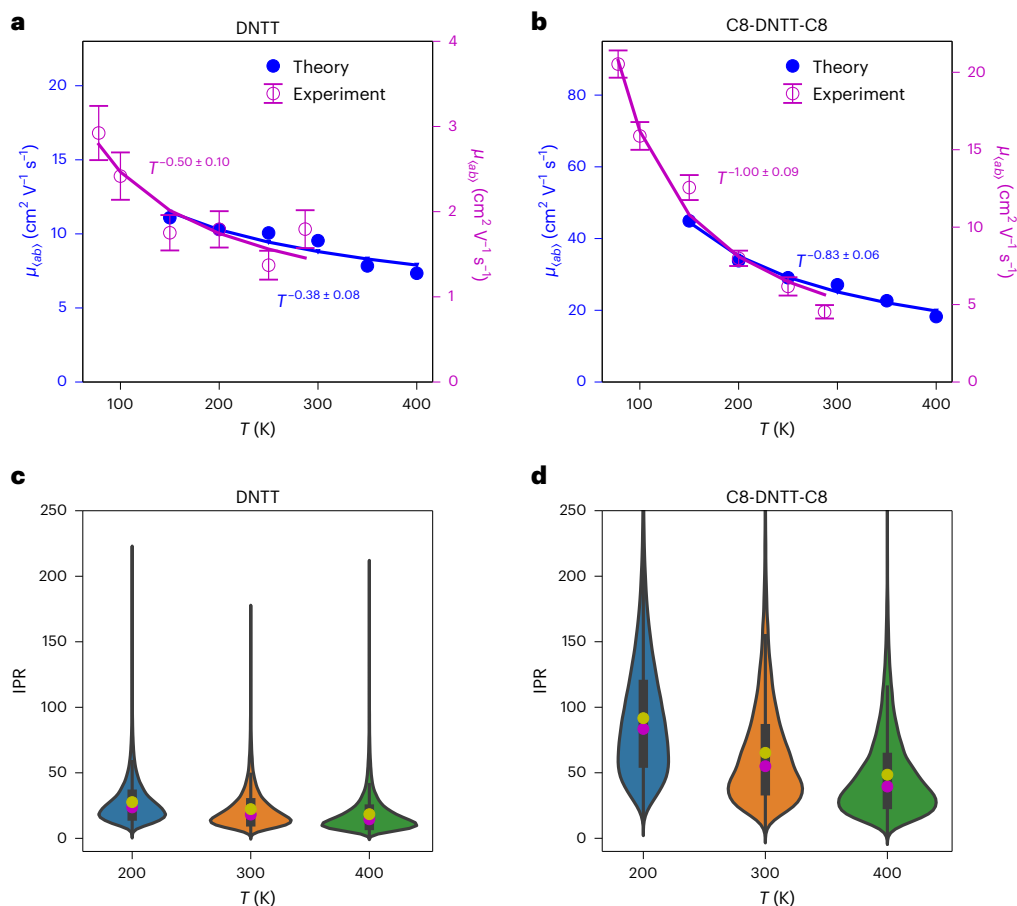 a
DNTT
Theory
Experiment
T^−0.50 ± 0.10
T^−0.38 ± 0.08
μ⟨ab⟩ (cm² V⁻¹ s⁻¹)
20
15
10
5
0
μ⟨ab⟩ (cm² V⁻¹ s⁻¹)
4
3
2
1
0
100 200 300 400
T (K)
b
C8-DNTT-C8
Theory
Experiment
T^−1.00 ± 0.09
T^−0.83 ± 0.06
μ⟨ab⟩ (cm² V⁻¹ s⁻¹)
80
60
40
20
0
μ⟨ab⟩ (cm² V⁻¹ s⁻¹)
20
15
10
5
0
100 200 300 400
T (K)
c
DNTT
IPR
250
200
150
100
50
0
200 300 400
T (K)
d
C8-DNTT-C8
IPR
250
200
150
100
50
0
200 300 400
T (K)